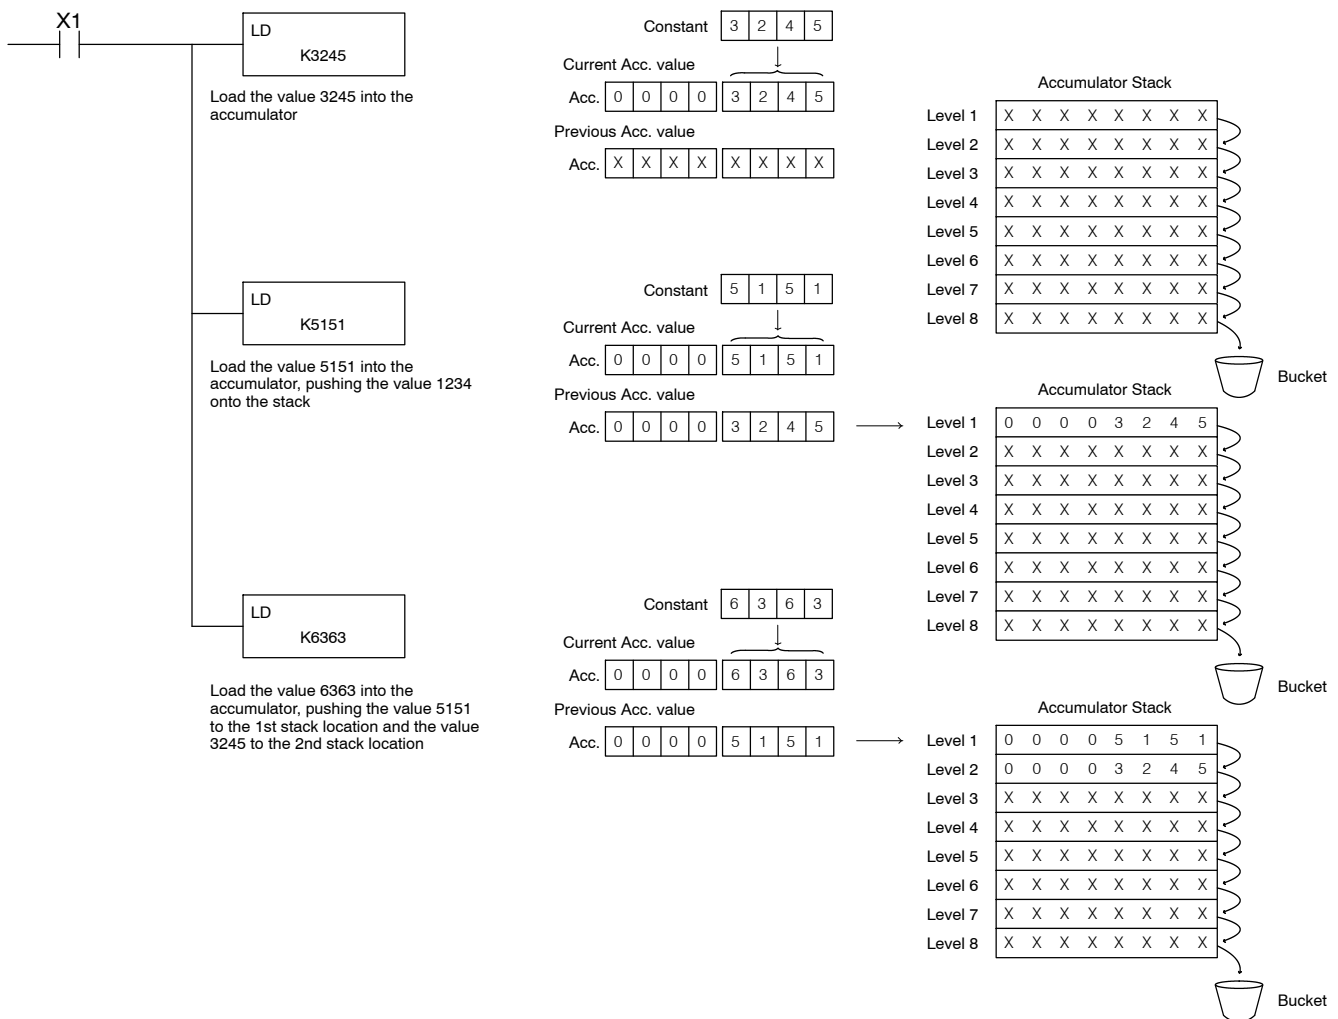 X1
LD
K3245
Load the value 3245 into the
accumulator
Constant 3 2 4 5
Current Acc. value
Acc. 0 0 0 0 3 2 4 5
Previous Acc. value
Acc. X X X X X X X X
Accumulator Stack
Level 1 X X X X X X X X
Level 2 X X X X X X X X
Level 3 X X X X X X X X
Level 4 X X X X X X X X
Level 5 X X X X X X X X
Level 6 X X X X X X X X
Level 7 X X X X X X X X
Level 8 X X X X X X X X
Bucket
LD
K5151
Load the value 5151 into the
accumulator, pushing the value 1234
onto the stack
Constant 5 1 5 1
Current Acc. value
Acc. 0 0 0 0 5 1 5 1
Previous Acc. value
Acc. 0 0 0 0 3 2 4 5
Accumulator Stack
Level 1 0 0 0 0 3 2 4 5
Level 2 X X X X X X X X
Level 3 X X X X X X X X
Level 4 X X X X X X X X
Level 5 X X X X X X X X
Level 6 X X X X X X X X
Level 7 X X X X X X X X
Level 8 X X X X X X X X
Bucket
LD
K6363
Load the value 6363 into the
accumulator, pushing the value 5151
to the 1st stack location and the value
3245 to the 2nd stack location
Constant 6 3 6 3
Current Acc. value
Acc. 0 0 0 0 6 3 6 3
Previous Acc. value
Acc. 0 0 0 0 5 1 5 1
Accumulator Stack
Level 1 0 0 0 0 5 1 5 1
Level 2 0 0 0 0 3 2 4 5
Level 3 X X X X X X X X
Level 4 X X X X X X X X
Level 5 X X X X X X X X
Level 6 X X X X X X X X
Level 7 X X X X X X X X
Level 8 X X X X X X X X
Bucket